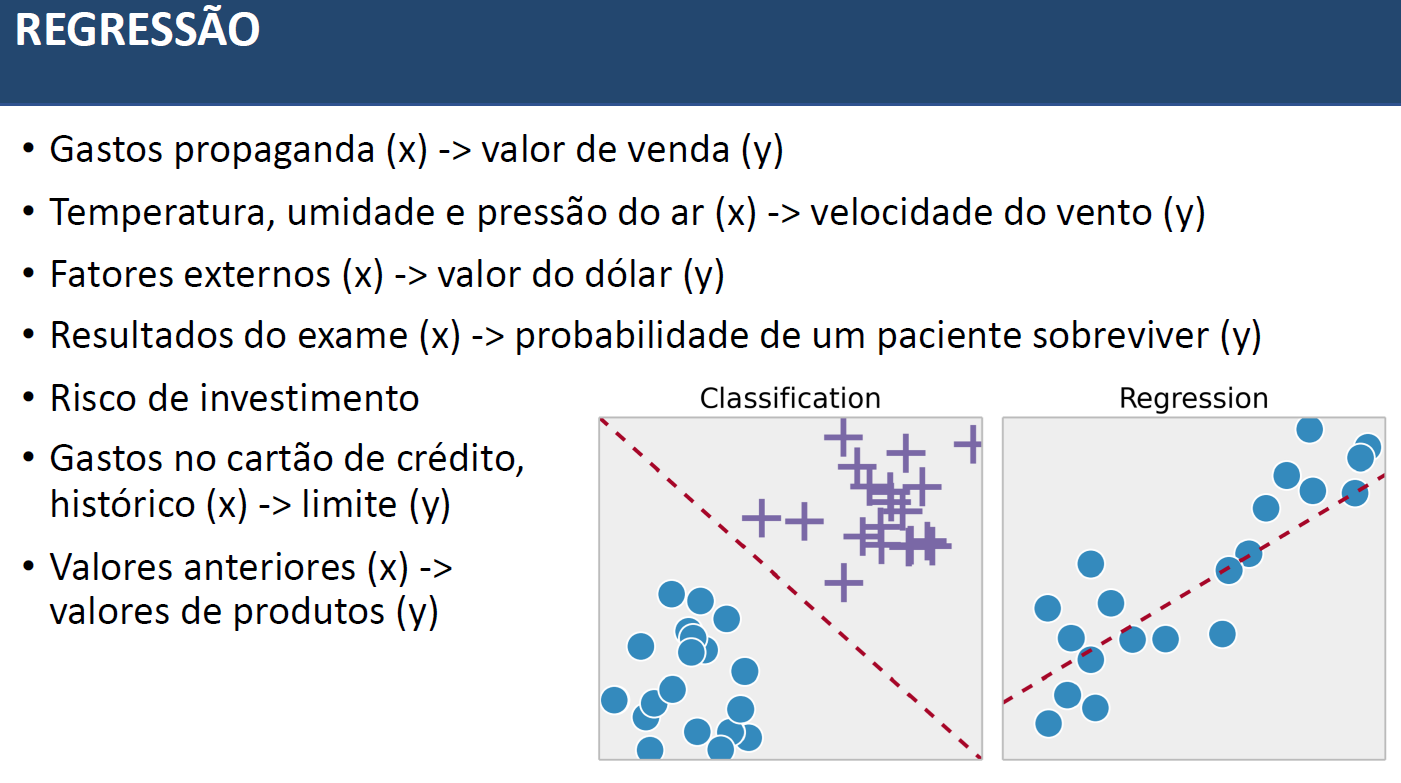 REGRESSÃO
• Gastos propaganda (x) -> valor de venda (y)
• Temperatura, umidade e pressão do ar (x) -> velocidade do vento (y)
• Fatores externos (x) -> valor do dólar (y)
• Resultados do exame (x) -> probabilidade de um paciente sobreviver (y)
• Risco de investimento
• Gastos no cartão de crédito,
histórico (x) -> limite (y)
• Valores anteriores (x) ->
valores de produtos (y)
Classification
Regression